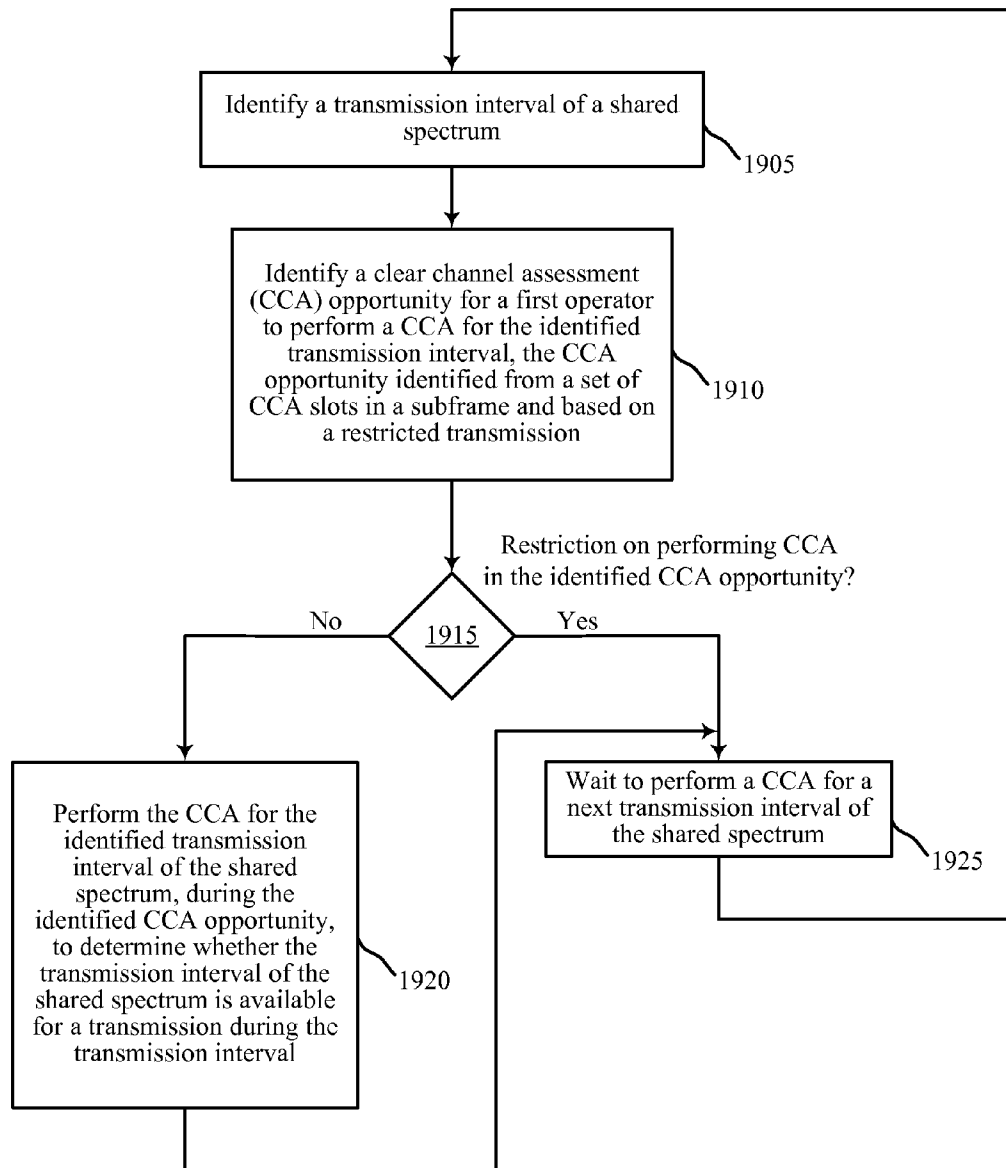 Identify a transmission interval of a shared
spectrum
1905
Identify a clear channel assessment
(CCA) opportunity for a first operator
to perform a CCA for the identified
transmission interval, the CCA
opportunity identified from a set of
CCA slots in a subframe and based on
a restricted transmission
1910
Restriction on performing CCA
in the identified CCA opportunity?
No
1915
Yes
Perform the CCA for the
identified transmission
interval of the shared
spectrum, during the
identified CCA opportunity,
to determine whether the
transmission interval of the
shared spectrum is available
for a transmission during the
transmission interval
1920
Wait to perform a CCA for a
next transmission interval of
the shared spectrum
1925